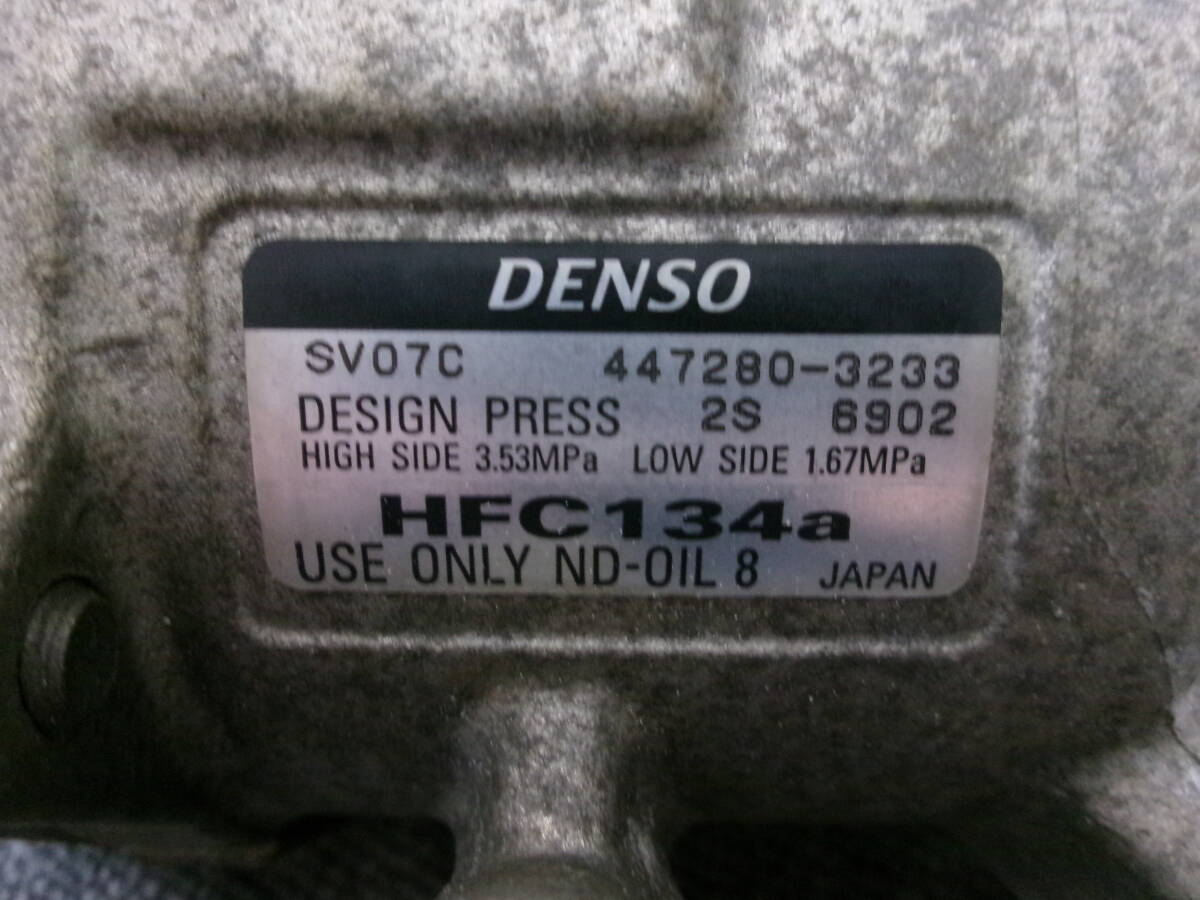 DENSO
SV07C 447280-3233
DESIGN PRESS 2S 6902
HIGH SIDE 3.53MPa LOW SIDE 1.67MPa
HFC134a
USE ONLY ND-OIL 8 JAPAN